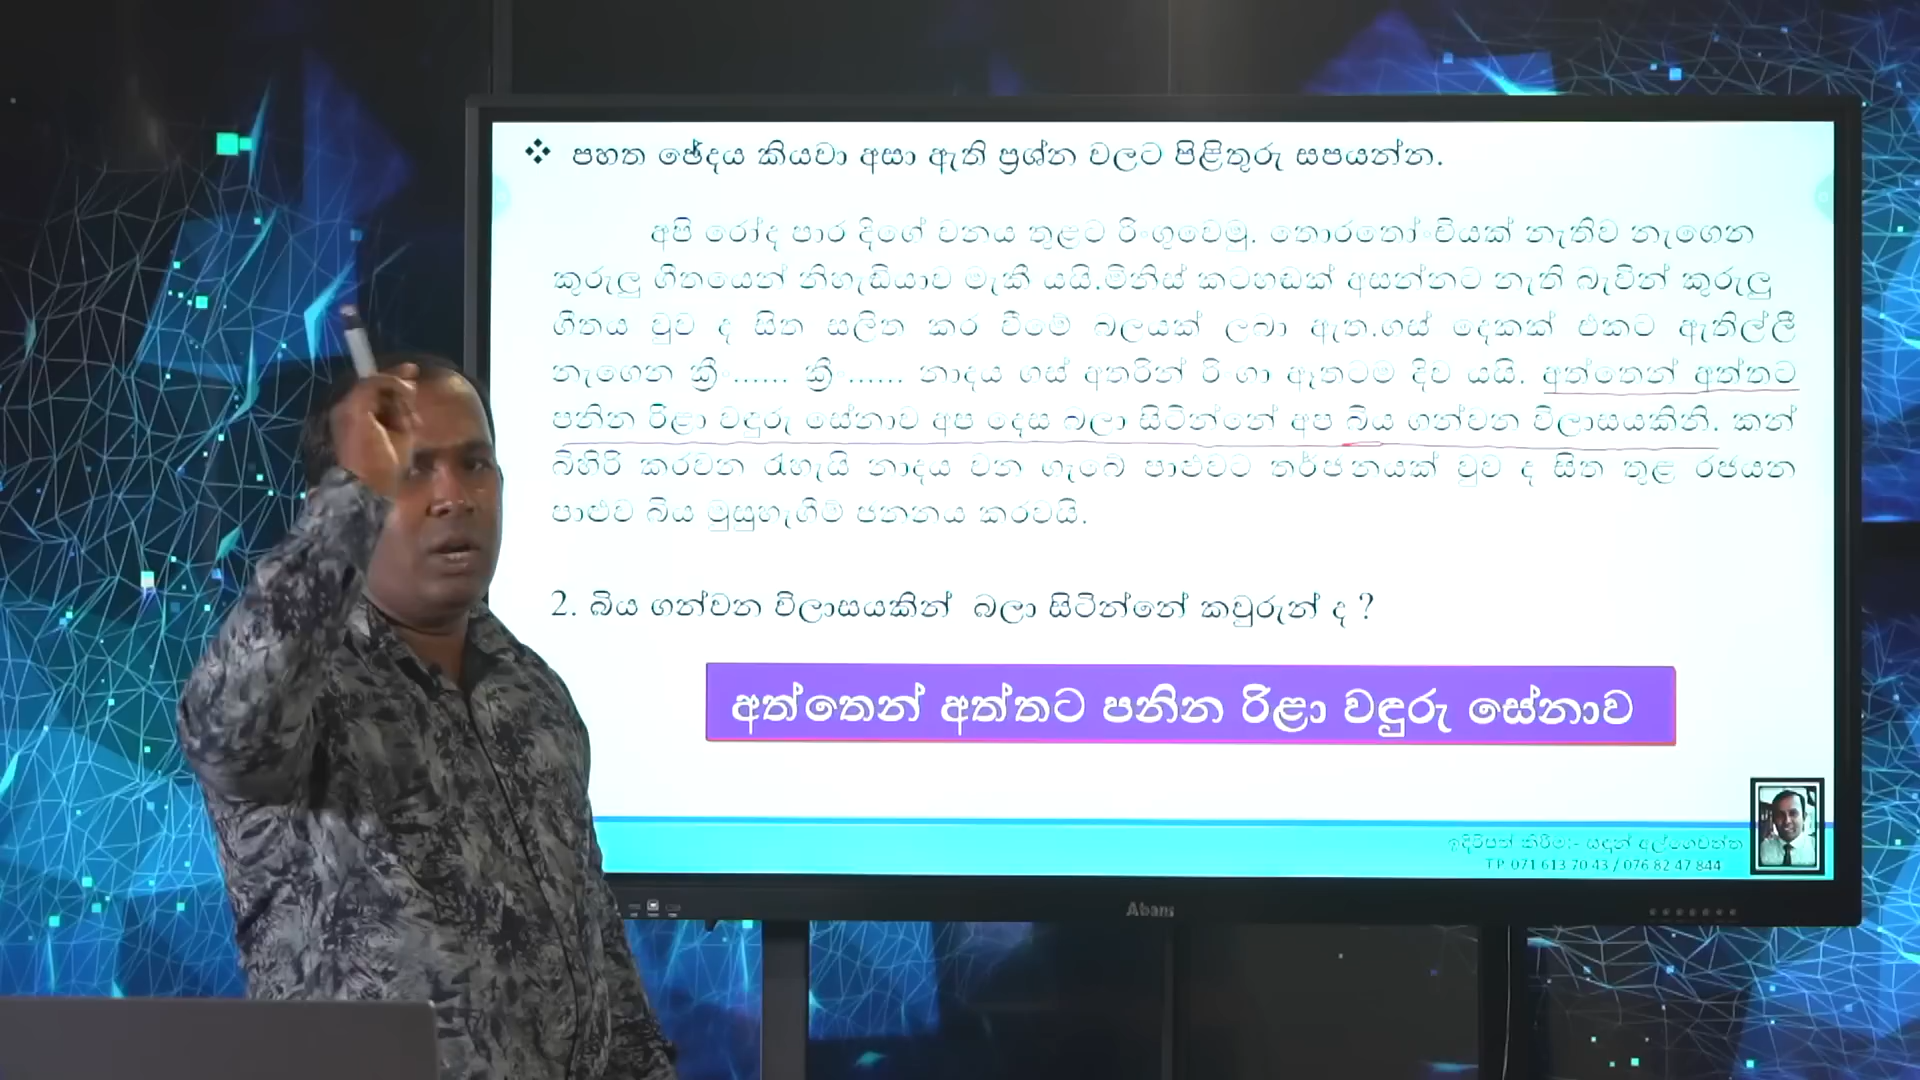 ❖ පහත ඡේදය කියවා අසා ඇති ප්‍රශ්න වලට පිළිතුරු සපයන්න.
අපි රෝද පාර දිගේ වනය තුළට රිංගුවෙමු. තොරතෝංචියක් නැතිව නැගෙන
කුරුලු ගීතයෙන් නිහැඬියාව මැකී යයි.මිනිස් කටහඬක් අසන්නට නැති බැවින් කුරුලු
ගීතය වුව ද සිත සලිත කර වීමේ බලයක් ලබා ඇත.ගස් දෙකක් එකට ඇතිල්ලී
නැගෙන ක්‍රීං...... ක්‍රීං...... නාදය ගස් අතරින් රිංගා ඈතටම දිව යයි. අත්තෙන් අත්තට
පනින රිළා වඳුරු සේනාව අප දෙස බලා සිටින්නේ අප බිය ගන්වන විලාසයකිනි. කන්
බිහිරි කරවන රැහැයි නාදය වන ගැබේ පාළුවට තර්ජනයක් වුව ද සිත තුළ රජයන
පාළුව බිය මුසුහැඟීම් ජනනය කරවයි.
2. බිය ගන්වන විලාසයකින් බලා සිටින්නේ කවුරුන් ද ?
අත්තෙන් අත්තට පනින රිළා වඳුරු සේනාව
ඉදිරිපත් කිරීම:-
T.P. 071 613 70 43 / 076 82 47 844
Abans